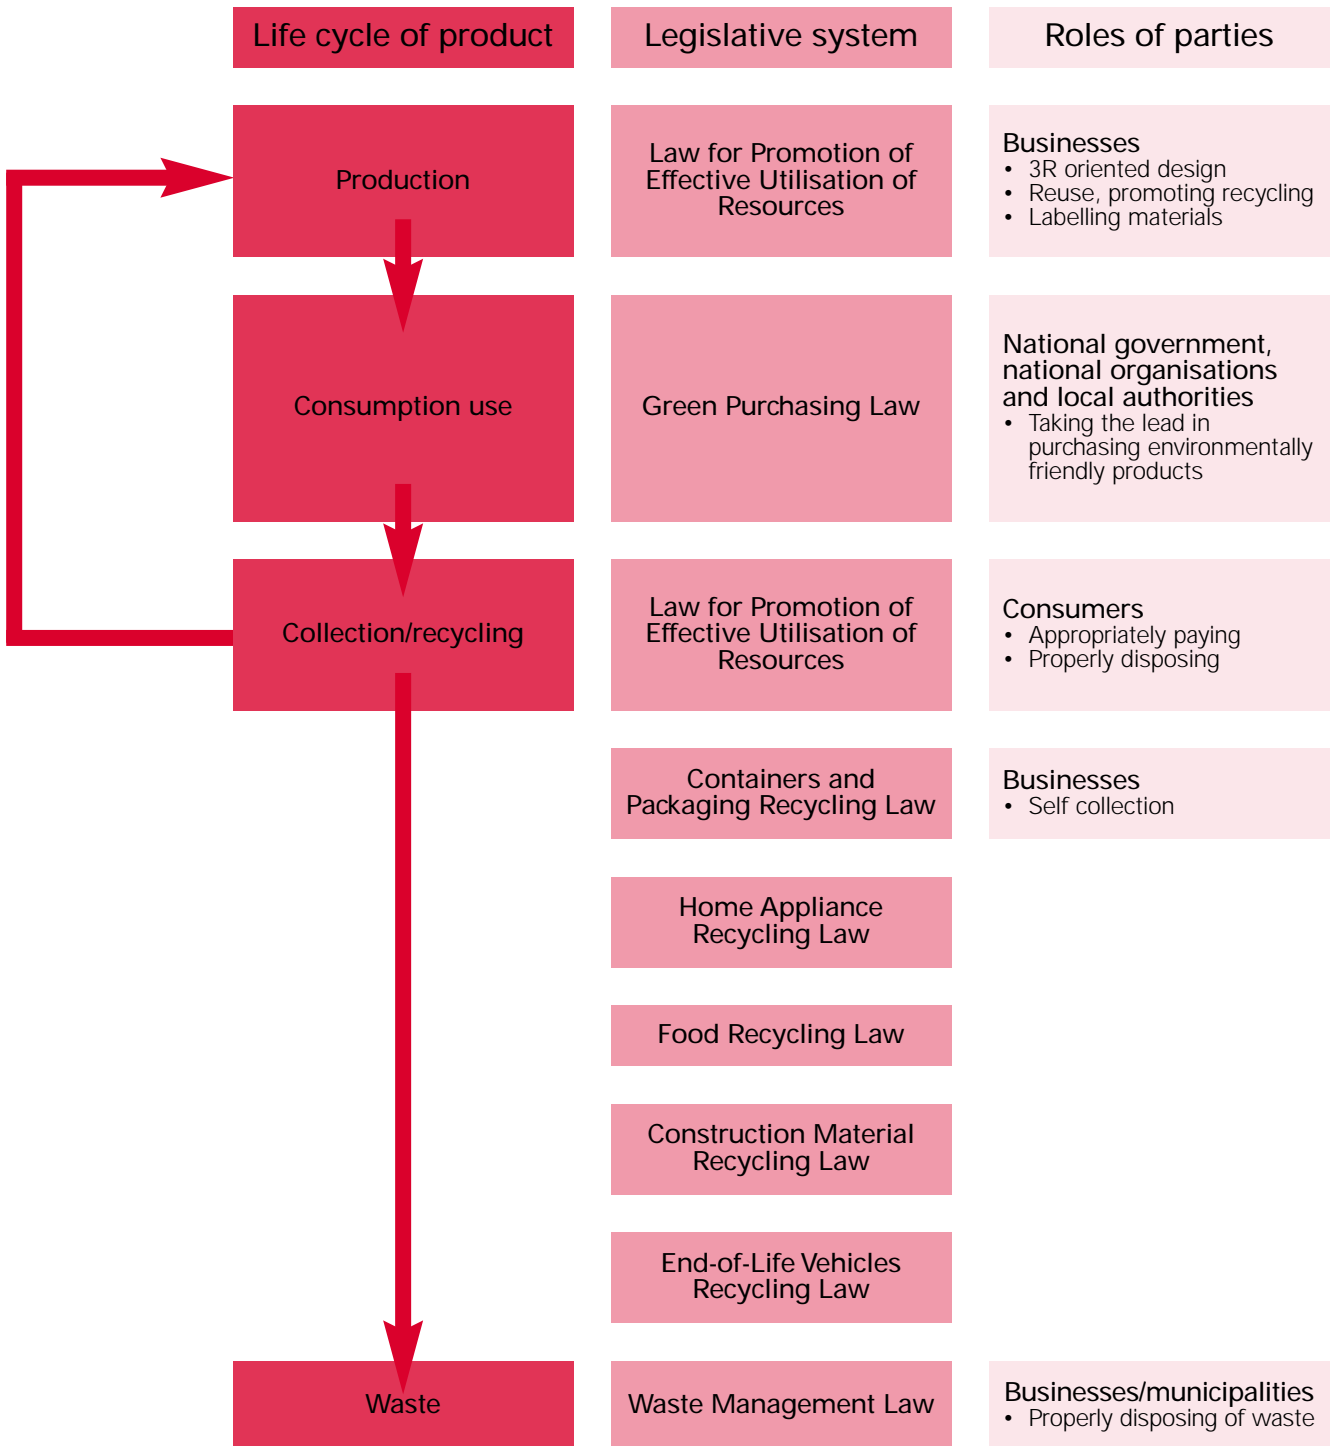 Life cycle of product
Legislative system
Roles of parties
Production
Law for Promotion of
Effective Utilisation of
Resources
Businesses
• 3R oriented design
• Reuse, promoting recycling
• Labelling materials
Consumption use
Green Purchasing Law
National government,
national organisations
and local authorities
• Taking the lead in
purchasing environmentally
friendly products
Collection/recycling
Law for Promotion of
Effective Utilisation of
Resources
Consumers
• Appropriately paying
• Properly disposing
Containers and
Packaging Recycling Law
Businesses
• Self collection
Home Appliance
Recycling Law
Food Recycling Law
Construction Material
Recycling Law
End-of-Life Vehicles
Recycling Law
Waste
Waste Management Law
Businesses/municipalities
• Properly disposing of waste